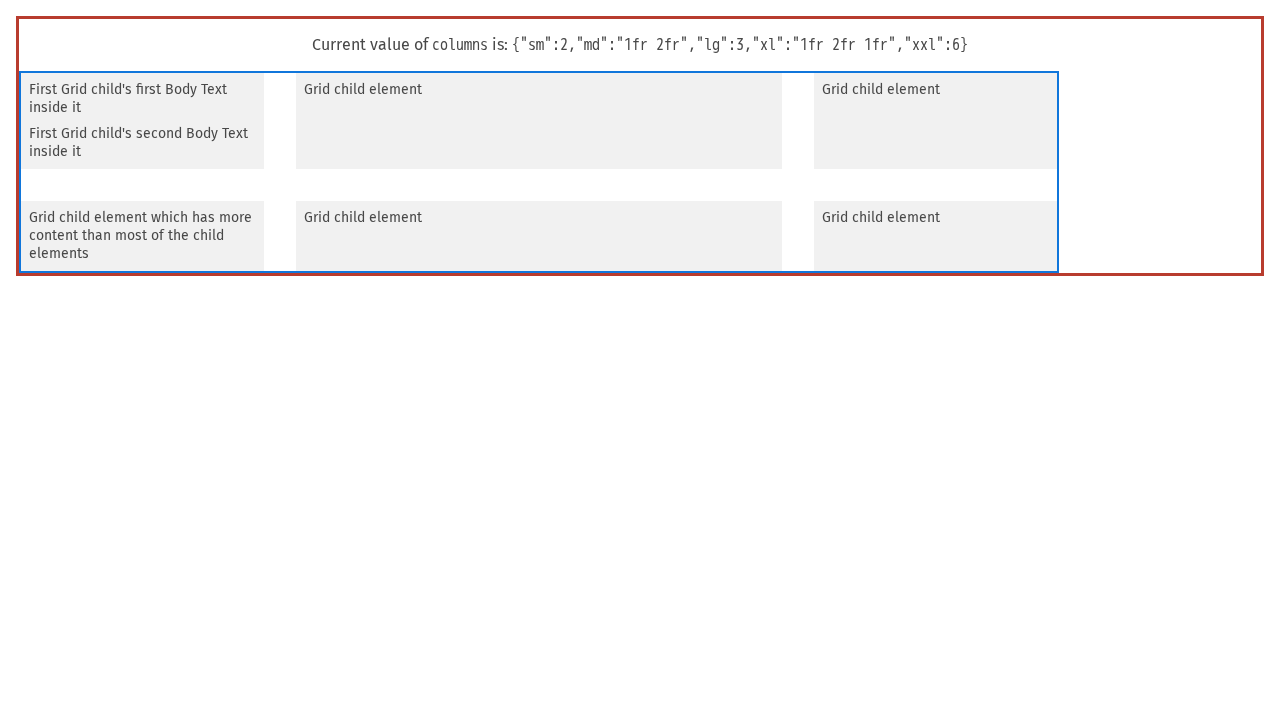 Current value of columns is: {"sm":2,"md":"1fr 2fr","lg":3,"xl":"1fr 2fr 1fr","xxl":6}
First Grid child's first Body Text
inside it
First Grid child's second Body Text
inside it
Grid child element
Grid child element
Grid child element which has more
content than most of the child
elements
Grid child element
Grid child element